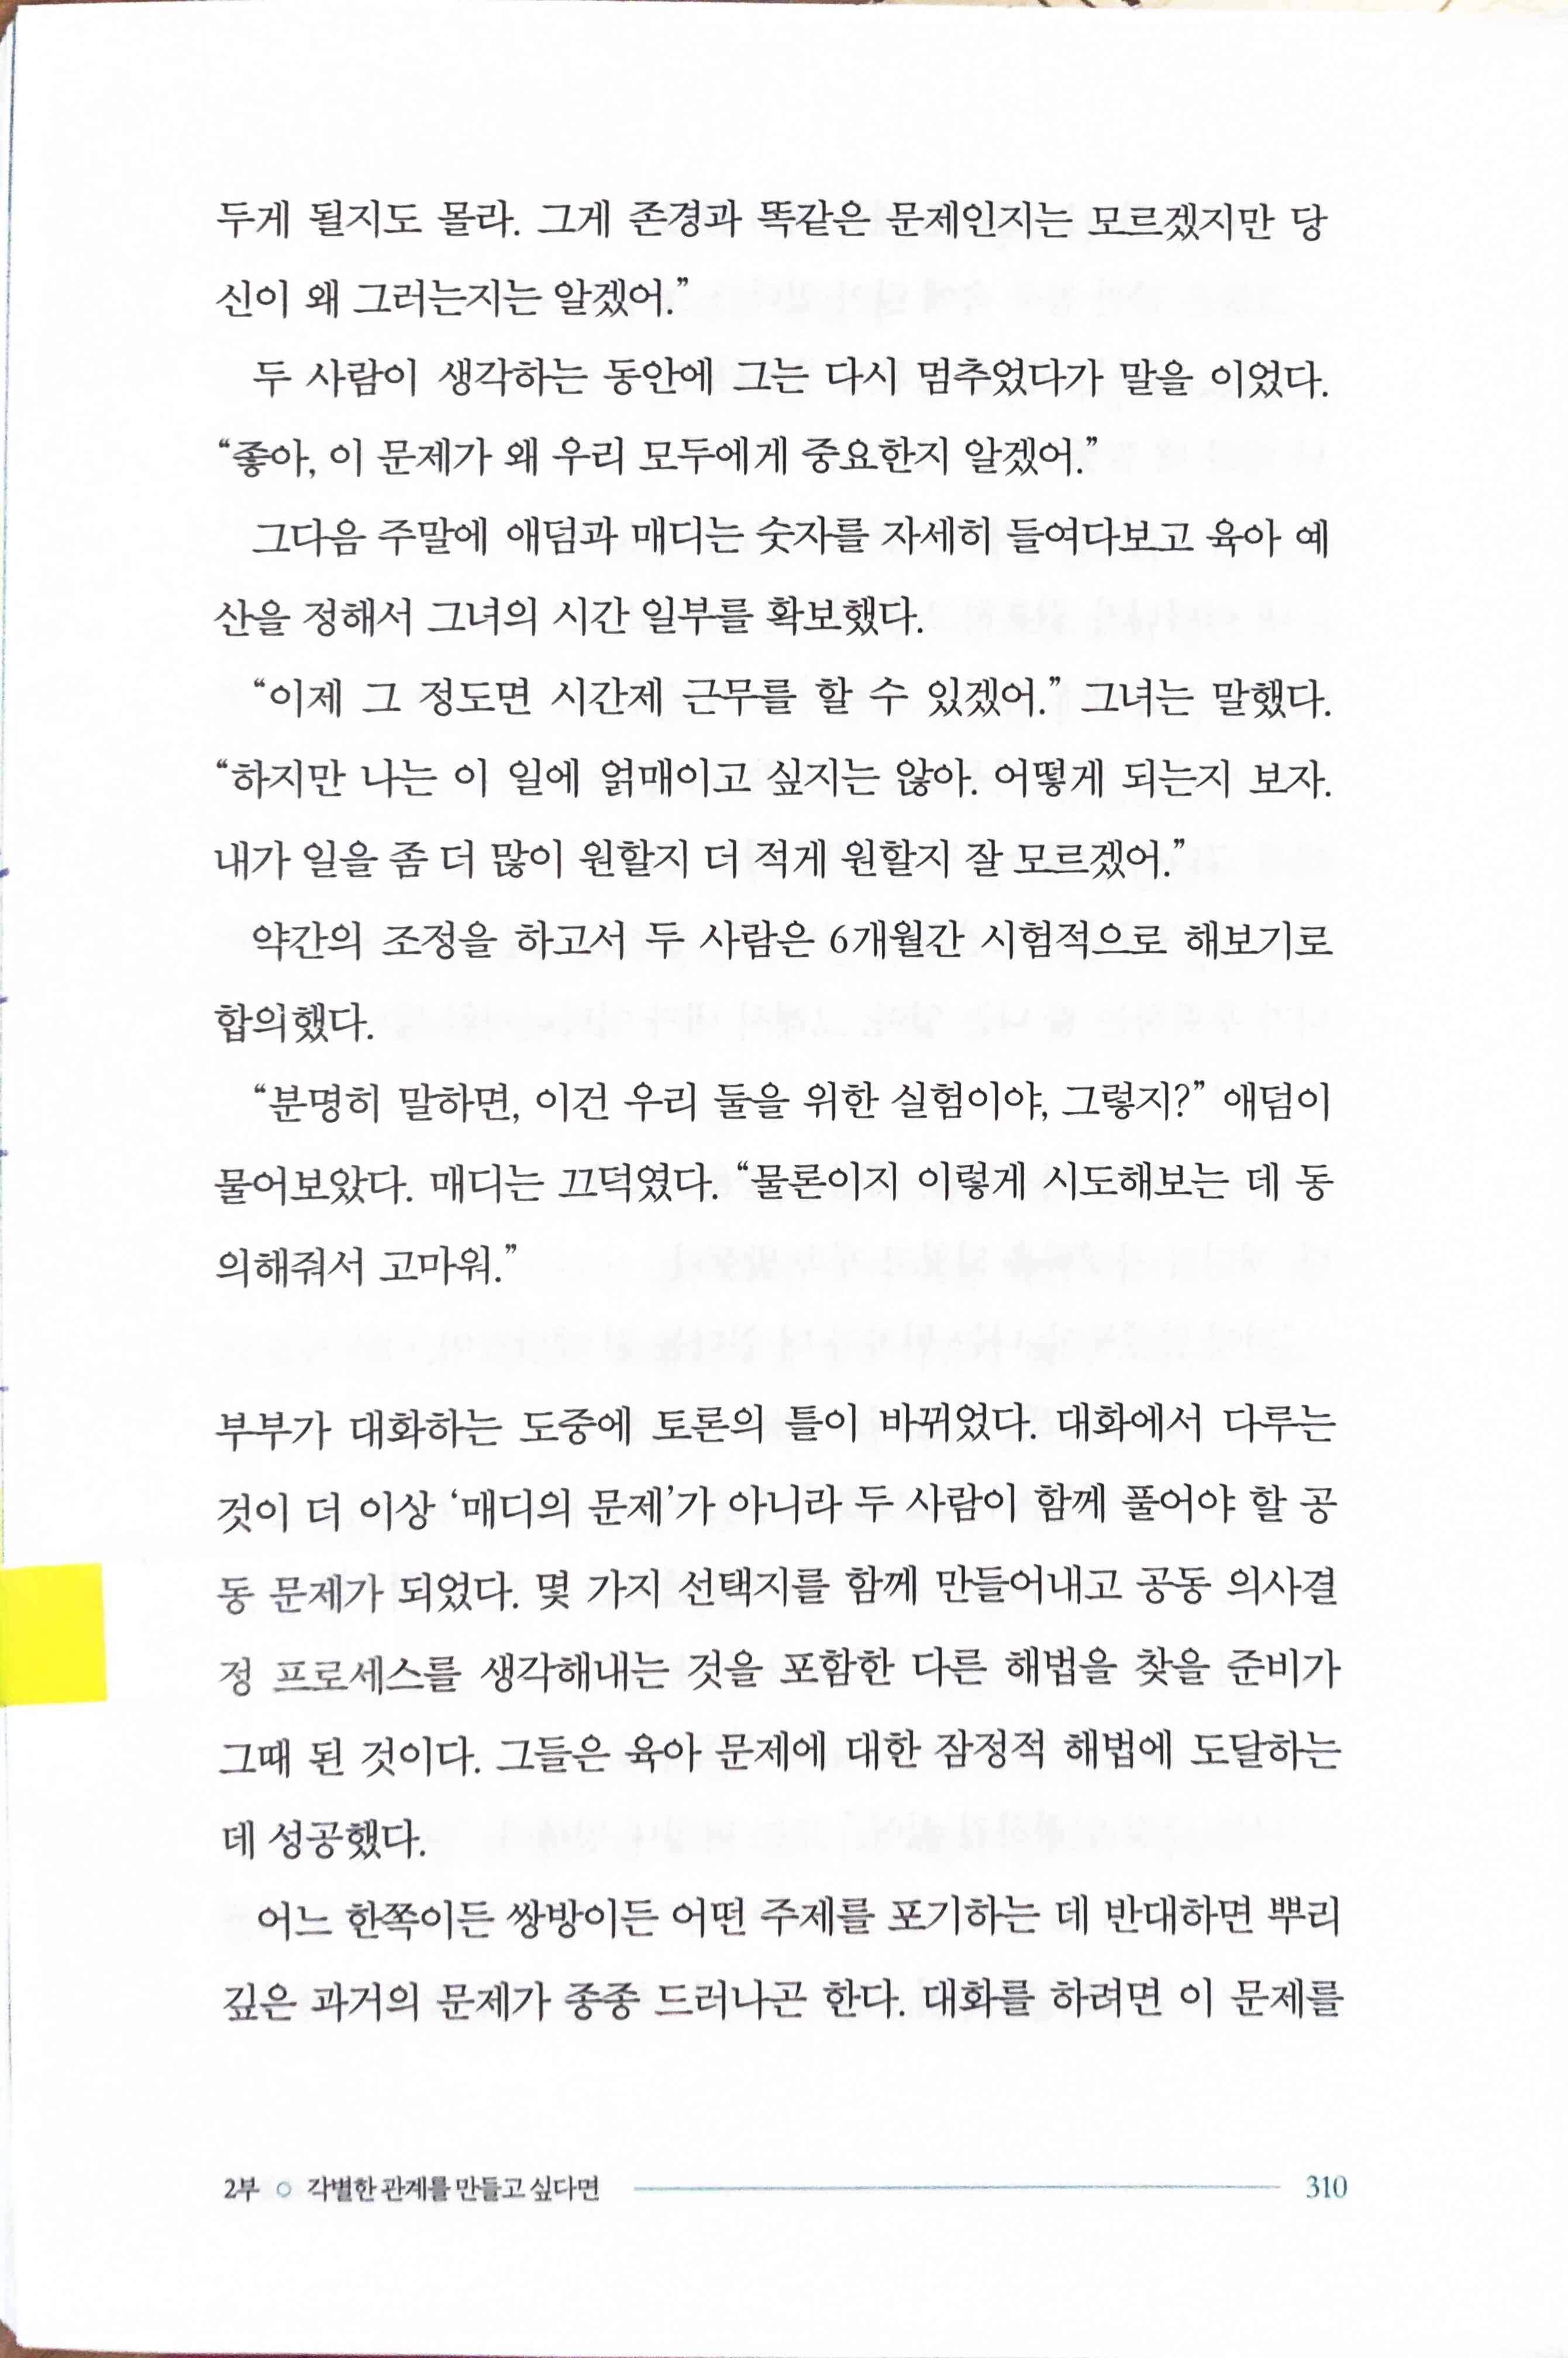 두게 될지도 몰라. 그게 존경과 똑같은 문제인지는 모르겠지만 당
신이 왜 그러는지는 알겠어.”
두 사람이 생각하는 동안에 그는 다시 멈추었다가 말을 이었다.
“좋아, 이 문제가 왜 우리 모두에게 중요한지 알겠어.”
그다음 주말에 애덤과 매디는 숫자를 자세히 들여다보고 육아 예
산을 정해서 그녀의 시간 일부를 확보했다.
“이제 그 정도면 시간제 근무를 할 수 있겠어.” 그녀는 말했다.
“하지만 나는 이 일에 얽매이고 싶지는 않아. 어떻게 되는지 보자.
내가 일을 좀 더 많이 원할지 더 적게 원할지 잘 모르겠어.”
약간의 조정을 하고서 두 사람은 6개월간 시험적으로 해보기로
합의했다.
“분명히 말하면, 이건 우리 둘을 위한 실험이야, 그렇지?” 애덤이
물어보았다. 매디는 끄덕였다. “물론이지 이렇게 시도해보는 데 동
의해줘서 고마워.”
부부가 대화하는 도중에 토론의 틀이 바뀌었다. 대화에서 다루는
것이 더 이상 ‘매디의 문제’가 아니라 두 사람이 함께 풀어야 할 공
동 문제가 되었다. 몇 가지 선택지를 함께 만들어내고 공동 의사결
정 프로세스를 생각해내는 것을 포함한 다른 해법을 찾을 준비가
그때 된 것이다. 그들은 육아 문제에 대한 잠정적 해법에 도달하는
데 성공했다.
어느 한쪽이든 쌍방이든 어떤 주제를 포기하는 데 반대하면 뿌리
깊은 과거의 문제가 종종 드러나곤 한다. 대화를 하려면 이 문제를
2부 ○ 각별한 관계를 만들고 싶다면 310